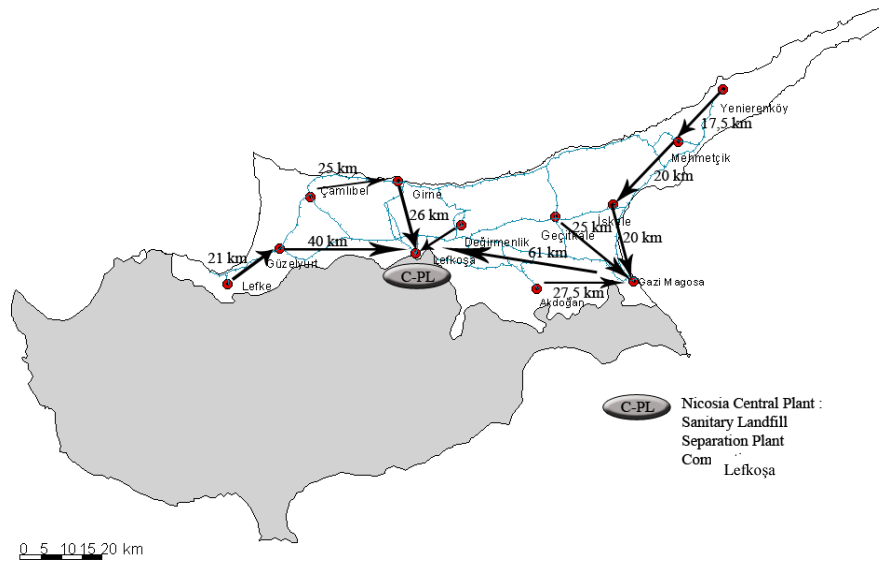 Yenierenköy
17,5 km
Mehmetçik
20 km
25 km
Çamlıbel
Girne
26 km
Değirmenlik
Geçitkale
25 km
İskele
20 km
40 km
Güzelyurt
Lefkoşa
61 km
21 km
Lefke
C-PL
27,5 km
Akdoğan
Gazi Magosa
C-PL
Nicosia Central Plant :
Sanitary Landfill
Separation Plant
Lefkoşa
0 5 10 15 20 km